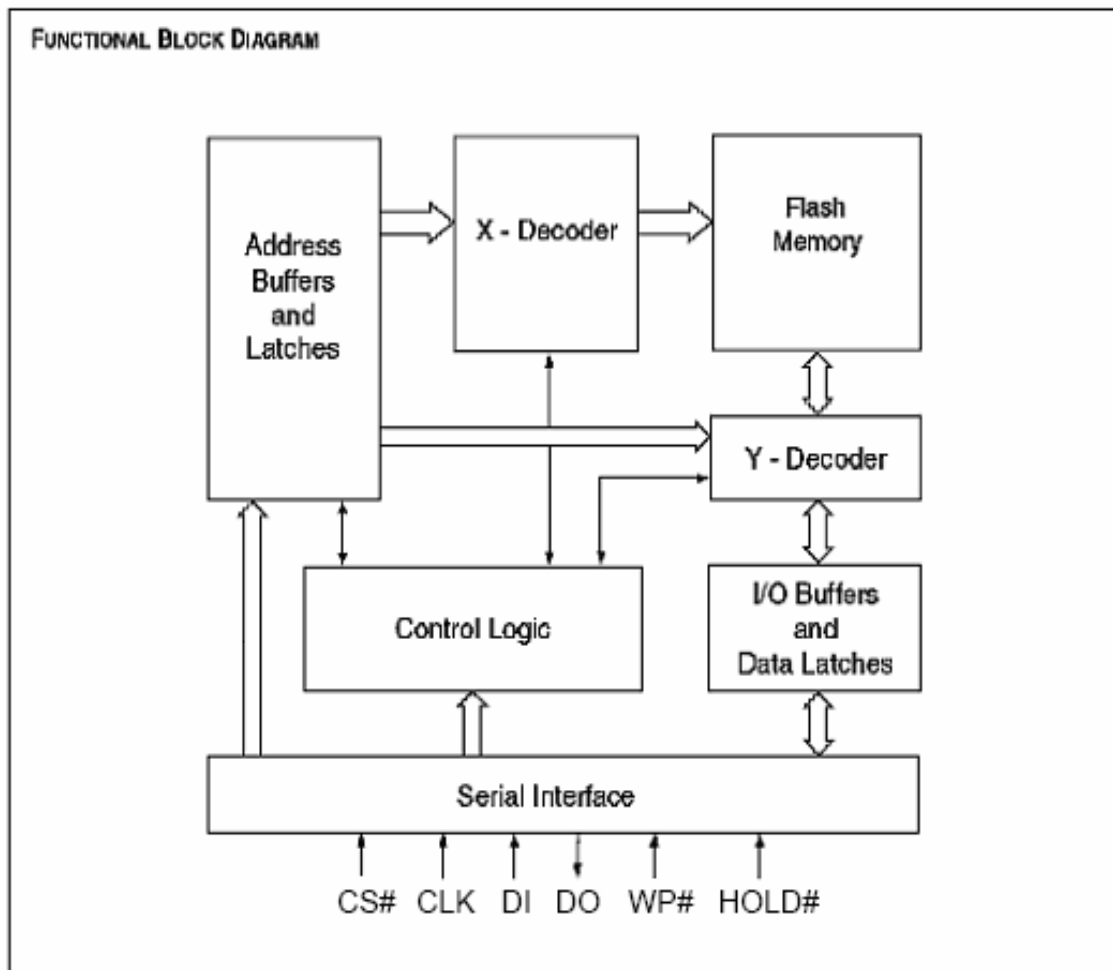 FUNCTIONAL BLOCK DIAGRAM
Address
Buffers
and
Latches
X - Decoder
Flash
Memory
Y - Decoder
Control Logic
I/O Buffers
and
Data Latches
Serial Interface
CS# CLK DI DO WP# HOLD#